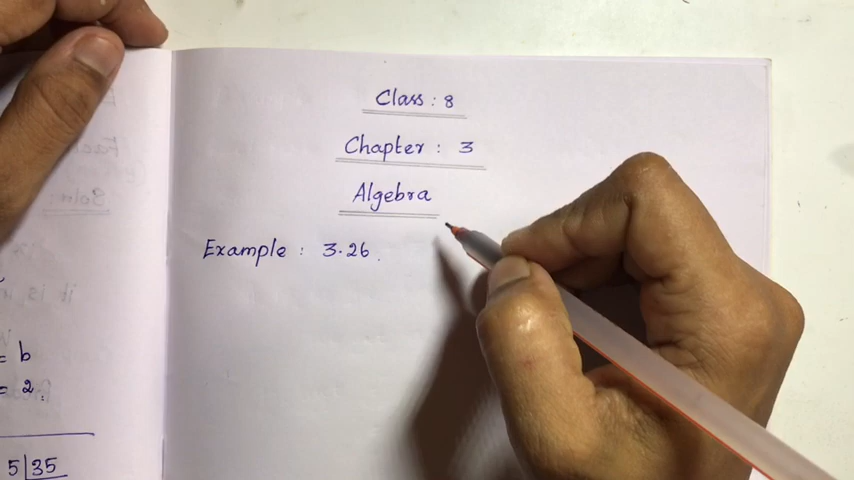 Class : 8
Chapter : 3
Algebra
Example : 3.26.
= b
= 2.
5 35